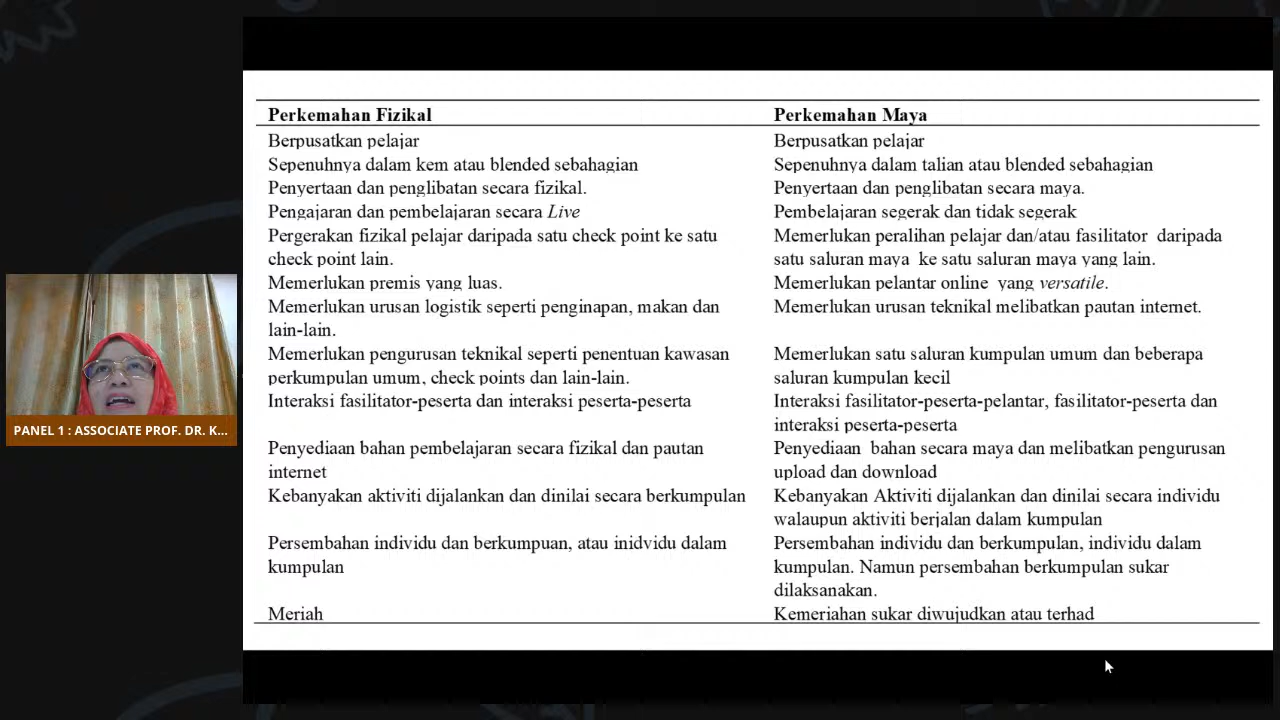 Perkemahan Fizikal
Perkemahan Maya
Berpusatkan pelajar
Berpusatkan pelajar
Sepenuhnya dalam kem atau blended sebahagian
Sepenuhnya dalam talian atau blended sebahagian
Penyertaan dan penglibatan secara fizikal.
Penyertaan dan penglibatan secara maya.
Pengajaran dan pembelajaran secara Live
Pembelajaran segerak dan tidak segerak
Pergerakan fizikal pelajar daripada satu check point ke satu
check point lain.
Memerlukan peralihan pelajar dan/atau fasilitator daripada
satu saluran maya ke satu saluran maya yang lain.
Memerlukan premis yang luas.
Memerlukan pelantar online yang versatile.
Memerlukan urusan logistik seperti penginapan, makan dan
lain-lain.
Memerlukan urusan teknikal melibatkan pautan internet.
Memerlukan pengurusan teknikal seperti penentuan kawasan
perkumpulan umum, check points dan lain-lain.
Memerlukan satu saluran kumpulan umum dan beberapa
saluran kumpulan kecil
Interaksi fasilitator-peserta dan interaksi peserta-peserta
Interaksi fasilitator-peserta-pelantar, fasilitator-peserta dan
interaksi peserta-peserta
Penyediaan bahan pembelajaran secara fizikal dan pautan
internet
Penyediaan bahan secara maya dan melibatkan pengurusan
upload dan download
Kebanyakan aktiviti dijalankan dan dinilai secara berkumpulan
Kebanyakan Aktiviti dijalankan dan dinilai secara individu
walaupun aktiviti berjalan dalam kumpulan
Persembahan individu dan berkumpuan, atau inidvidu dalam
kumpulan
Persembahan individu dan berkumpulan, individu dalam
kumpulan. Namun persembahan berkumpulan sukar
dilaksanakan.
Meriah
Kemeriahan sukar diwujudkan atau terhad
PANEL 1 : ASSOCIATE PROF. DR. K...